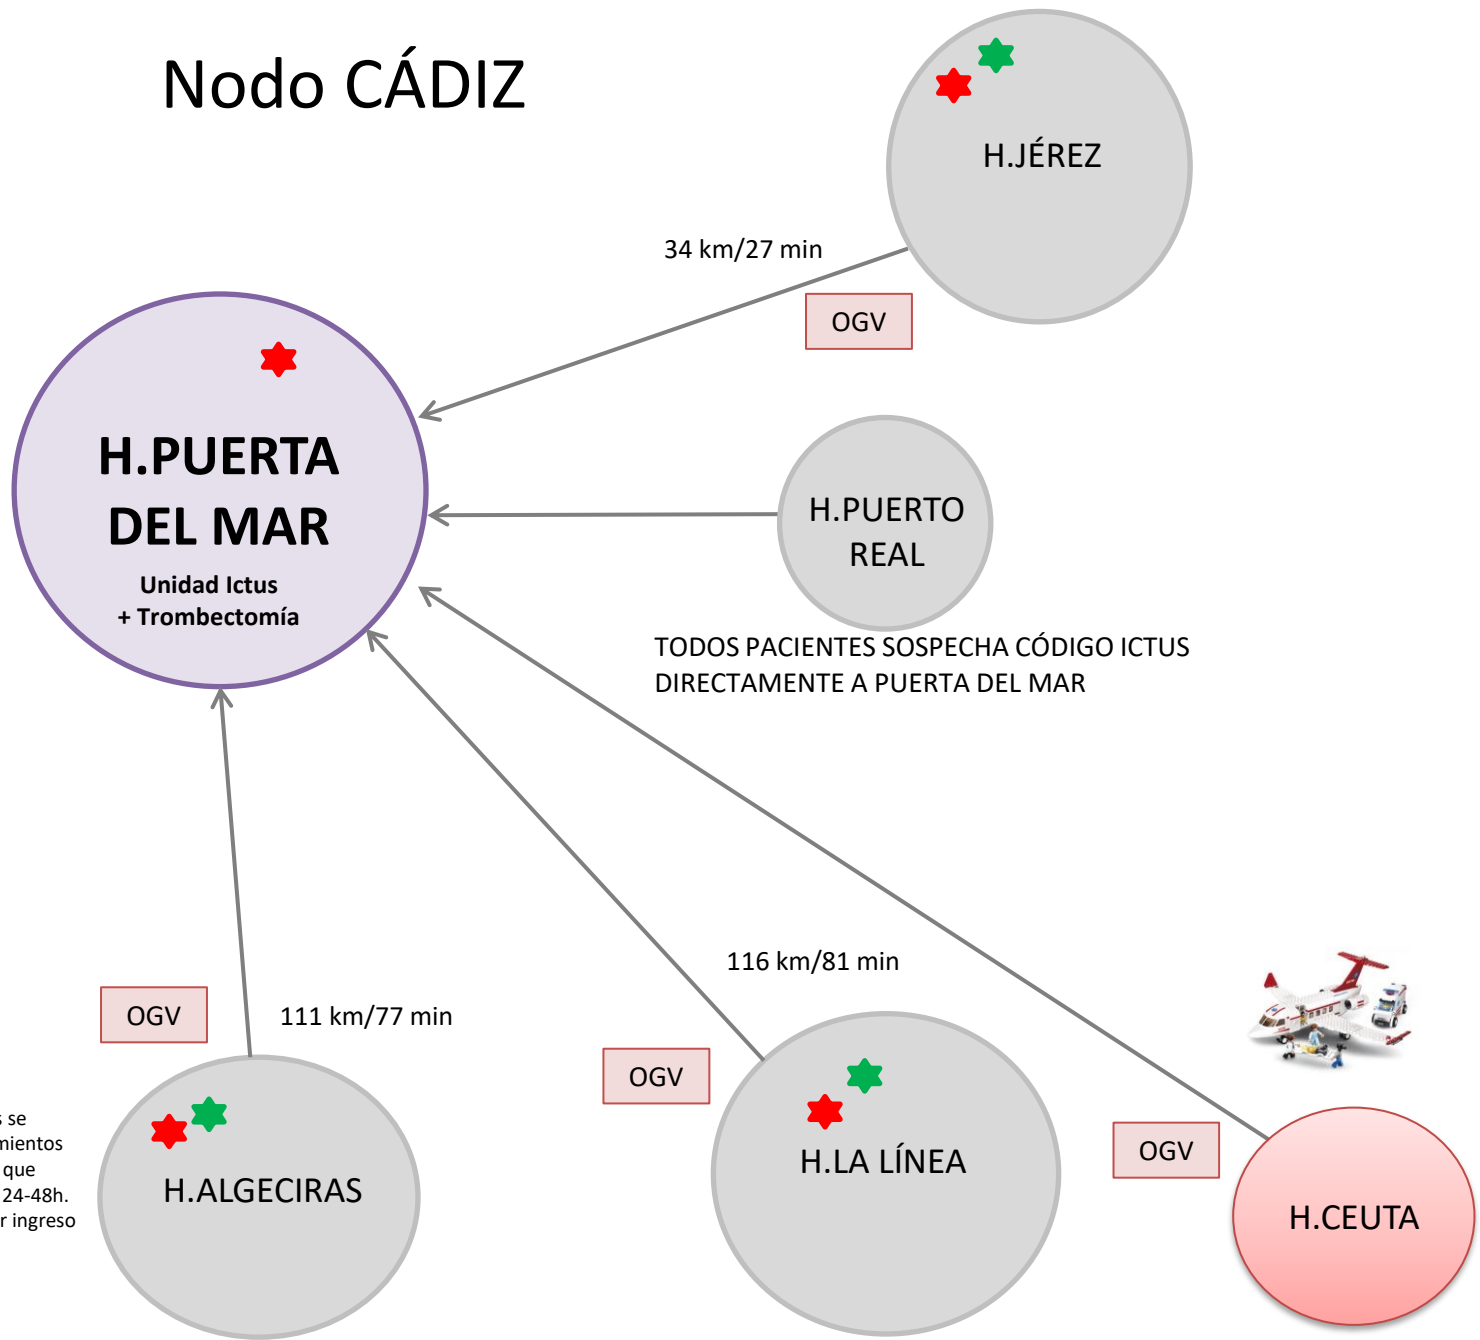 Nodo CÁDIZ
H.JÉREZ
34 km/27 min
OGV
H.PUERTA
DEL MAR
Unidad Ictus
+ Trombectomía
H.PUERTO
REAL
TODOS PACIENTES SOSPECHA CÓDIGO ICTUS
DIRECTAMENTE A PUERTA DEL MAR
116 km/81 min
OGV
111 km/77 min
OGV
OGV
se
que
24-48h.
ingreso
H.ALGECIRAS
H.LA LÍNEA
H.CEUTA